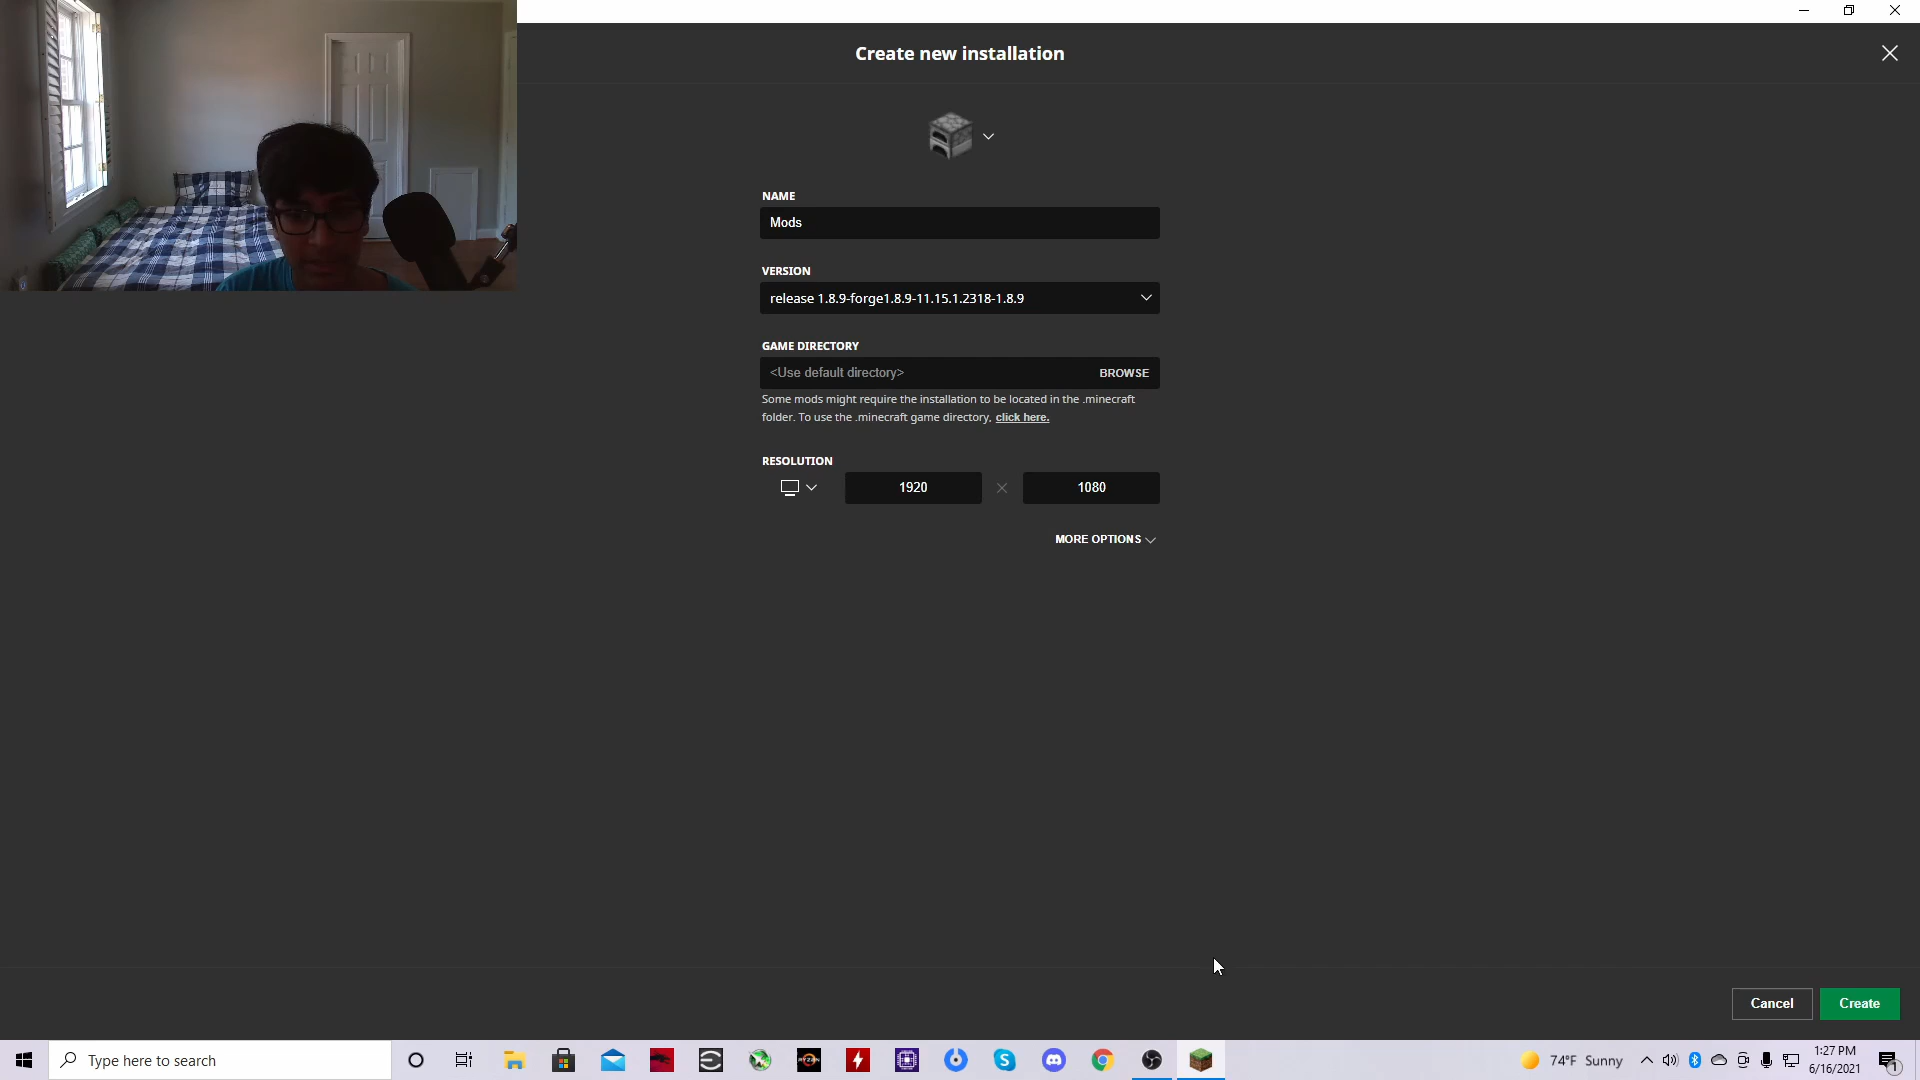 Create new installation
NAME
Mods
VERSION
release 1.8.9-forge1.8.9-11.15.1.2318-1.8.9
GAME DIRECTORY
<Use default directory>
BROWSE
Some mods might require the installation to be located in the .minecraft
folder. To use the .minecraft game directory, click here.
RESOLUTION
1920
1080
MORE OPTIONS
Cancel
Create
Type here to search
RYZEN
74°F Sunny
1:27 PM
6/16/2021
1